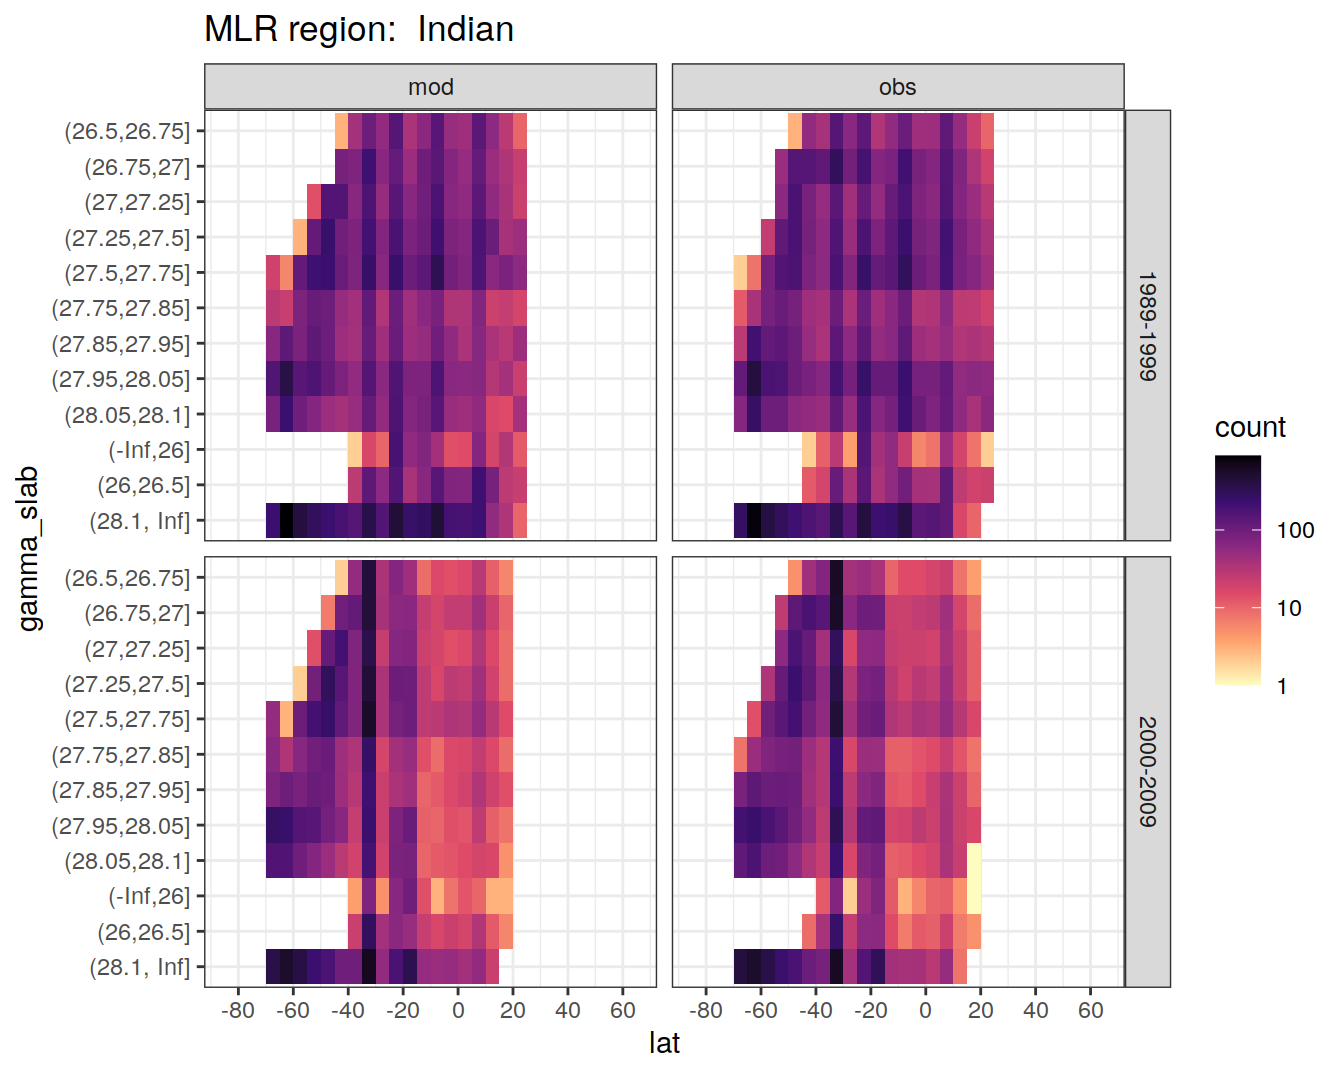 MLR region:  Indian
mod
obs
(26.5,26.75]
(26.75,27]
(27,27.25]
(27.25,27.5]
(27.5,27.75]
(27.75,27.85]
(27.85,27.95]
(27.95,28.05]
(28.05,28.1]
(-Inf,26]
(26,26.5]
(28.1, Inf]
1989-1999
(26.5,26.75]
(26.75,27]
(27,27.25]
(27.25,27.5]
(27.5,27.75]
(27.75,27.85]
(27.85,27.95]
(27.95,28.05]
(28.05,28.1]
(-Inf,26]
(26,26.5]
(28.1, Inf]
2000-2009
gamma_slab
-80 -60 -40 -20 0 20 40 60
-80 -60 -40 -20 0 20 40 60
lat
count
100
10
1